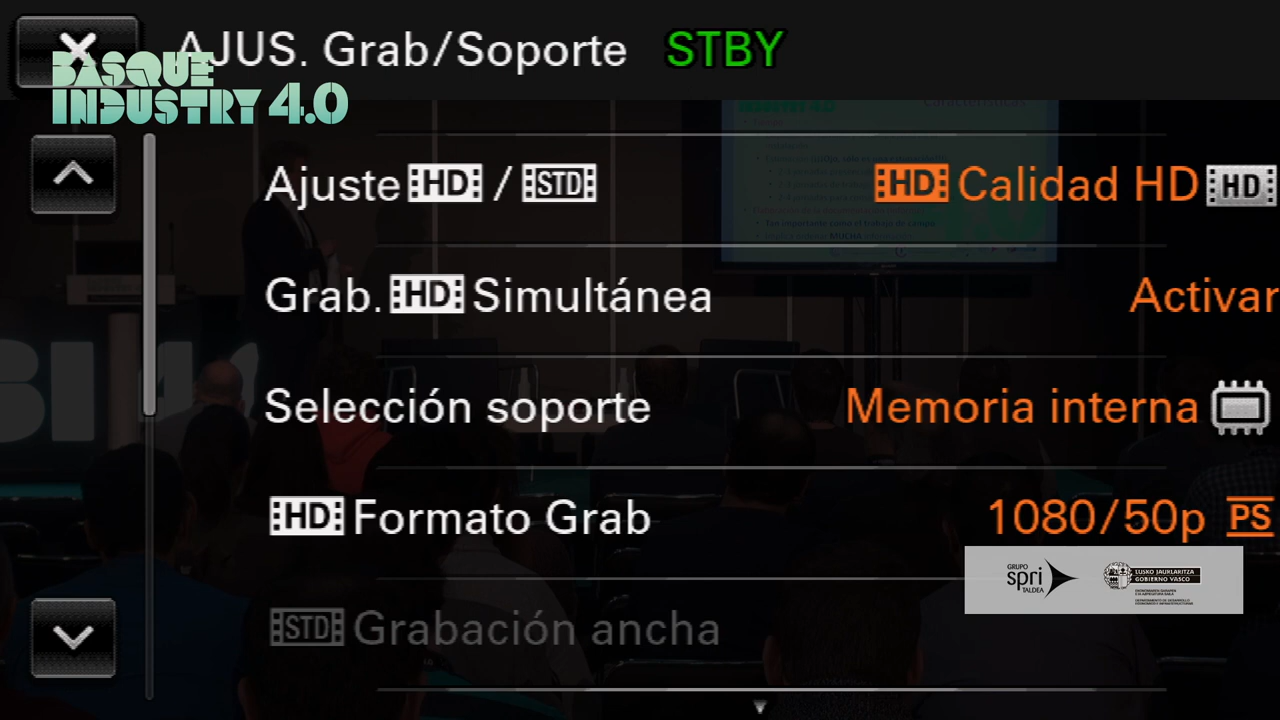 AJUS. Grab/Soporte STBY
BASQUE
INDUSTRY 4.0
Ajuste HD / STD HD Calidad HD HD
Grab. HD Simultánea Activar
Selección soporte Memoria interna
HD Formato Grab 1080/50p PS
GRUPO
spri
TALDEA
EUSKO JAURLARITZA
GOBIERNO VASCO
STD Grabación ancha